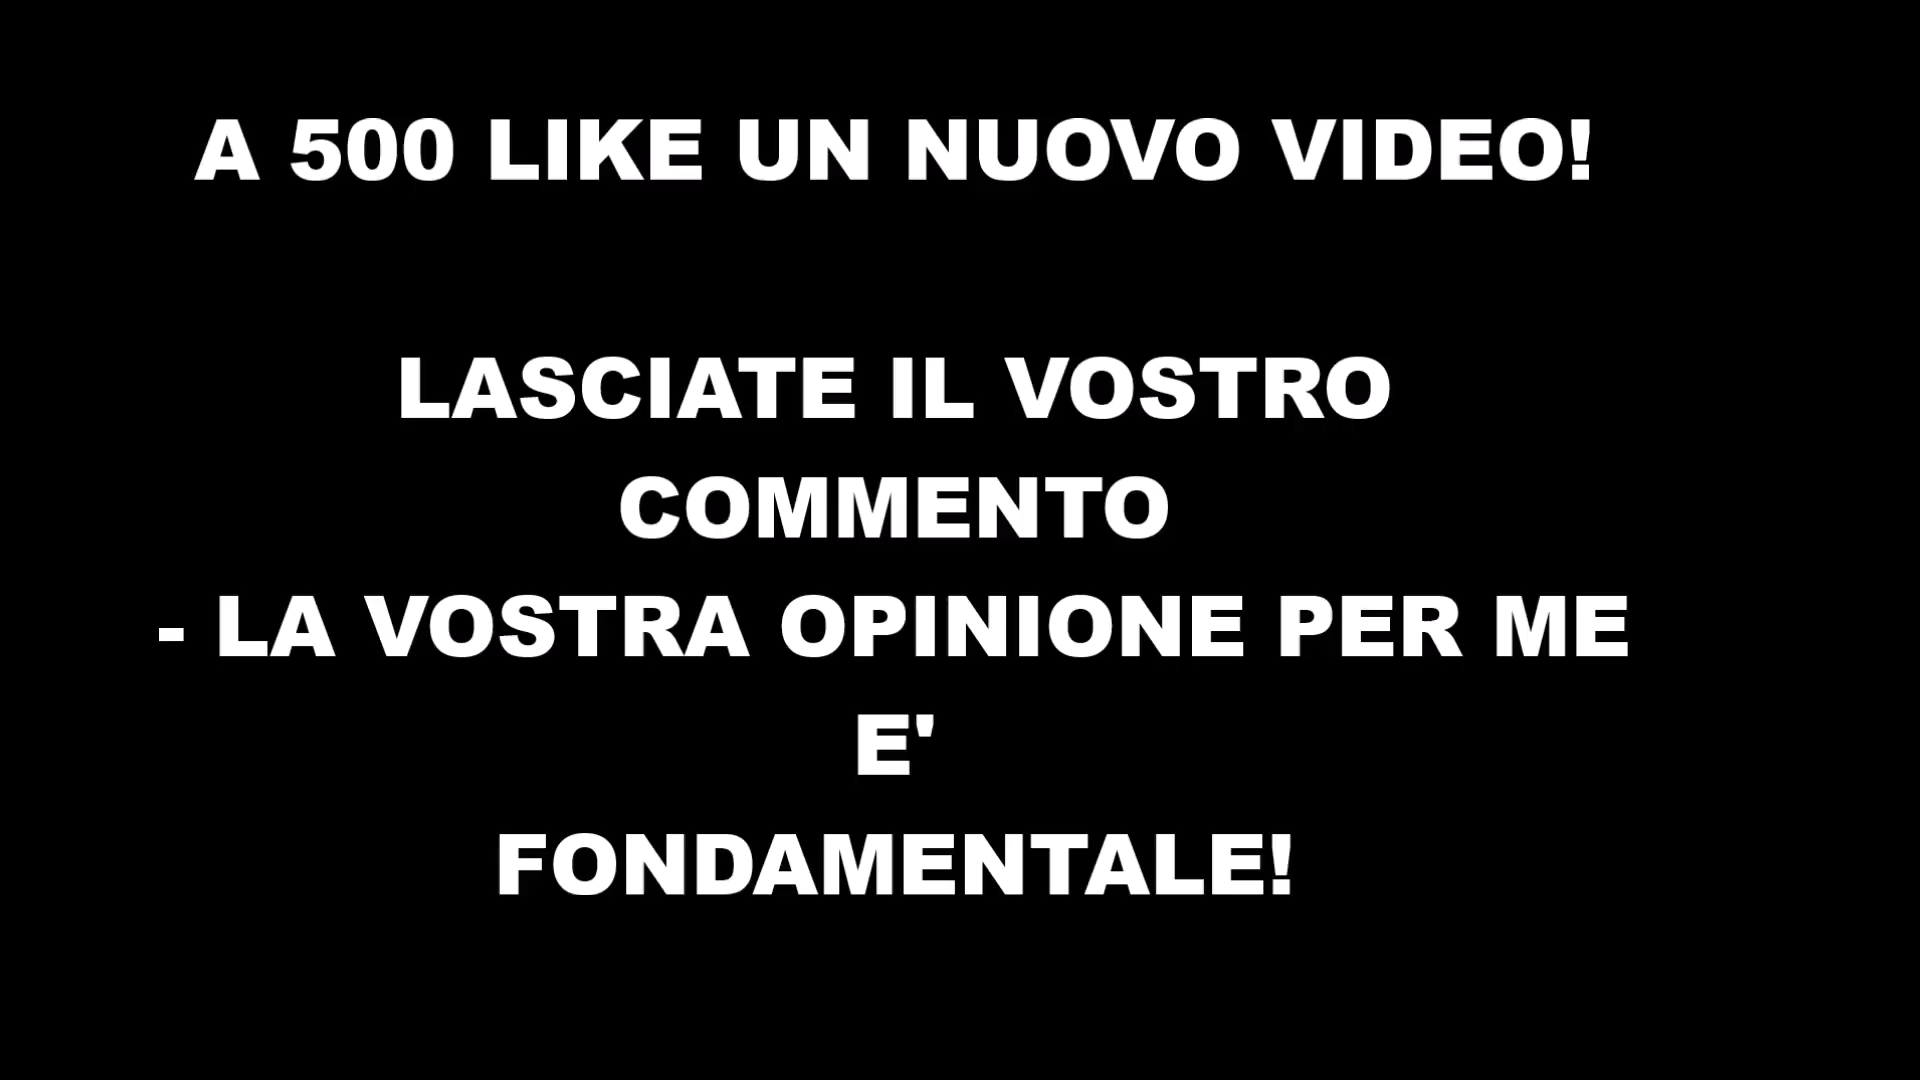 A 500 LIKE UN NUOVO VIDEO!
LASCIATE IL VOSTRO
COMMENTO
- LA VOSTRA OPINIONE PER ME
E'
FONDAMENTALE!